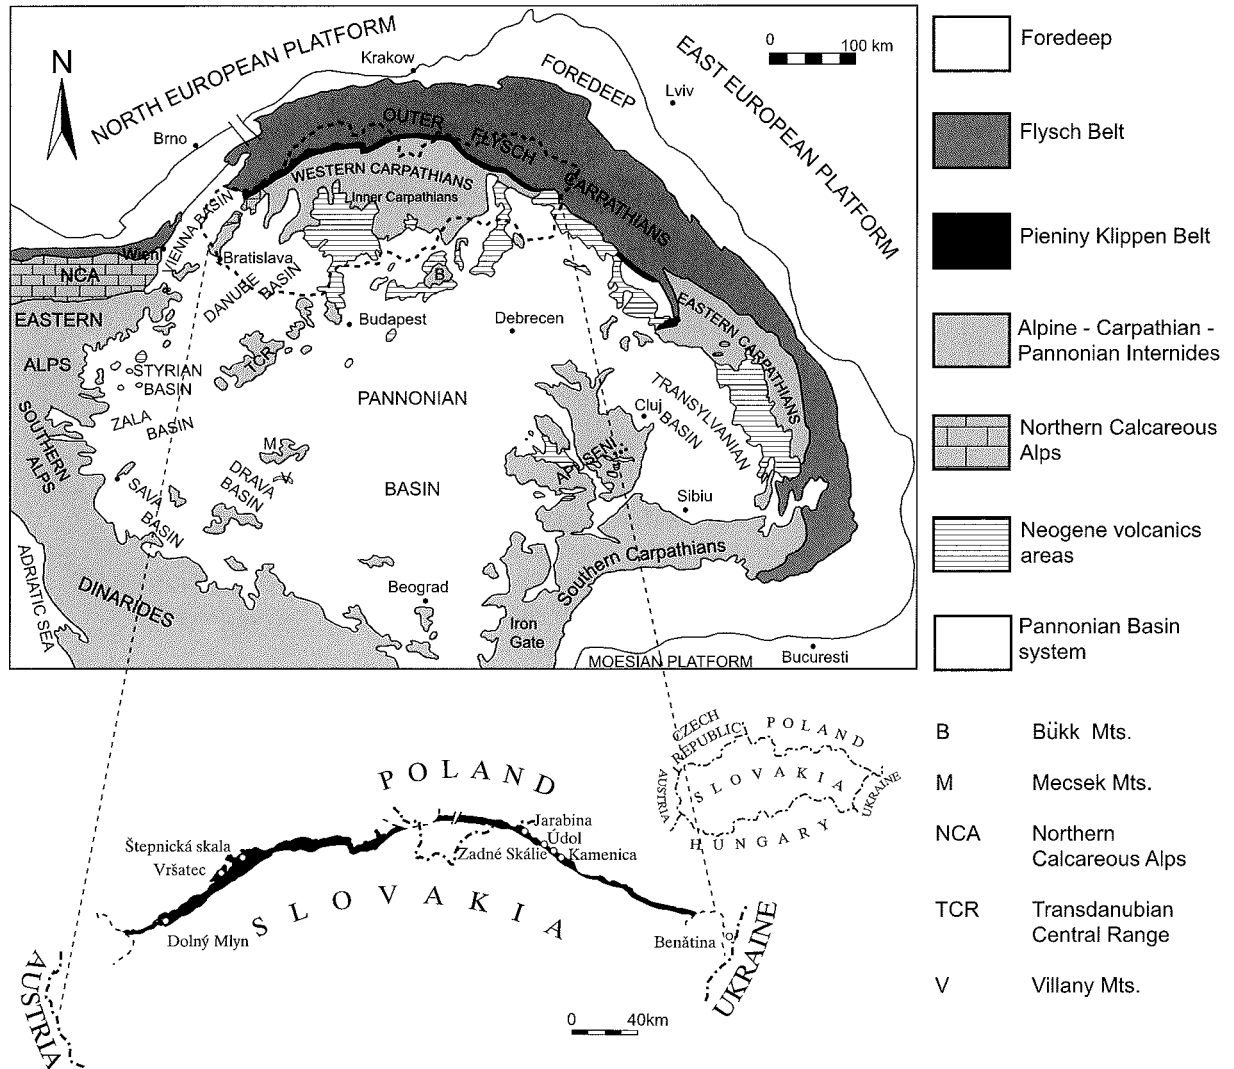 NORTH EUROPEAN PLATFORM
Krakow
0 100 km
EAST EUROPEAN PLATFORM
N
FOREDEEP
Lviv
Brno
OUTER FLYSCH CARPATHIANS
WESTERN CARPATHIANS
Inner Carpathians
VIENNA BASIN
Wien
NCA
Bratislava
DANUBE BASIN
B
EASTERN ALPS
Budapest
Debrecen
EASTERN CARPATHIANS
TCR
STYRIAN BASIN
PANNONIAN BASIN
TRANSYLVANIAN BASIN
Cluj
ZALA BASIN
SOUTHERN ALPS
M
V
APUSENI
DRAVA BASIN
SAVA BASIN
Sibiu
Southern Carpathians
ADRIATIC SEA
DINARIDES
Beograd
Iron
Gate
MOESIAN PLATFORM
Bucuresti
Foredeep
Flysch Belt
Pieniny Klippen Belt
Alpine - Carpathian -
Pannonian Internides
Northern Calcareous
Alps
Neogene volcanics
areas
Pannonian Basin
system
B Bükk Mts.
M Mecsek Mts.
NCA Northern
Calcareous Alps
TCR Transdanubian
Central Range
V Villany Mts.
CZECH
REPUBLIC
POLAND
AUSTRIA
SLOVAKIA
UKRAINE
HUNGARY
POLAND
Jarabina
Údol
Štepnická skala
Zadné Skálie
Kamenica
Vršatec
SLOVAKIA
Dolný Mlyn
Benătina
AUSTRIA
UKRAINE
0 40km